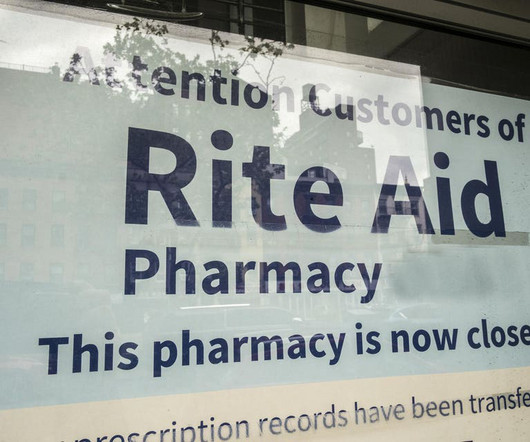 Attention Customers of
Rite Aid
Pharmacy
This pharmacy is now close
prescription records have been transfe